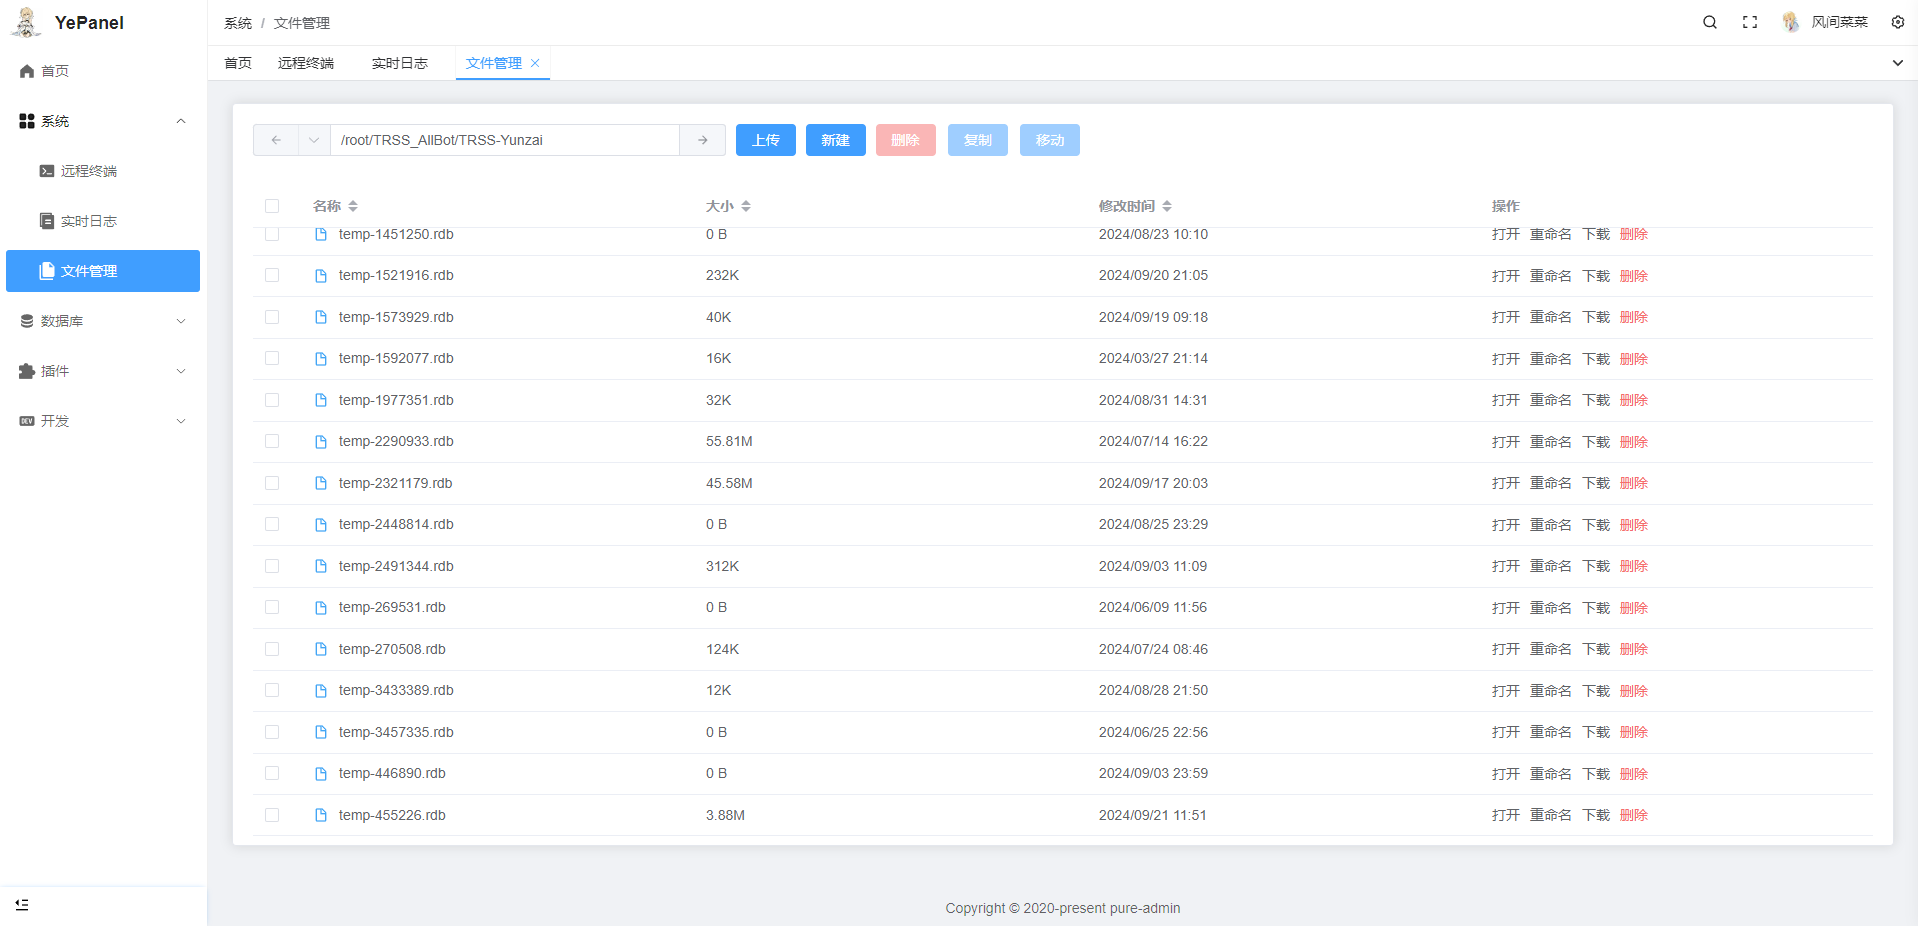 YePanel
系统 / 文件管理
风间菜菜
首页 远程终端 实时日志 文件管理
首页
系统
远程终端
实时日志
文件管理
数据库
插件
DEV 开发
/root/TRSS_AllBot/TRSS-Yunzai 上传 新建 删除 复制 移动
名称 大小 修改时间 操作
temp-1451250.rdb 0 B 2024/08/23 10:10 打开 重命名 下载 删除
temp-1521916.rdb 232K 2024/09/20 21:05 打开 重命名 下载 删除
temp-1573929.rdb 40K 2024/09/19 09:18 打开 重命名 下载 删除
temp-1592077.rdb 16K 2024/03/27 21:14 打开 重命名 下载 删除
temp-1977351.rdb 32K 2024/08/31 14:31 打开 重命名 下载 删除
temp-2290933.rdb 55.81M 2024/07/14 16:22 打开 重命名 下载 删除
temp-2321179.rdb 45.58M 2024/09/17 20:03 打开 重命名 下载 删除
temp-2448814.rdb 0 B 2024/08/25 23:29 打开 重命名 下载 删除
temp-2491344.rdb 312K 2024/09/03 11:09 打开 重命名 下载 删除
temp-269531.rdb 0 B 2024/06/09 11:56 打开 重命名 下载 删除
temp-270508.rdb 124K 2024/07/24 08:46 打开 重命名 下载 删除
temp-3433389.rdb 12K 2024/08/28 21:50 打开 重命名 下载 删除
temp-3457335.rdb 0 B 2024/06/25 22:56 打开 重命名 下载 删除
temp-446890.rdb 0 B 2024/09/03 23:59 打开 重命名 下载 删除
temp-455226.rdb 3.88M 2024/09/21 11:51 打开 重命名 下载 删除
Copyright © 2020-present pure-admin